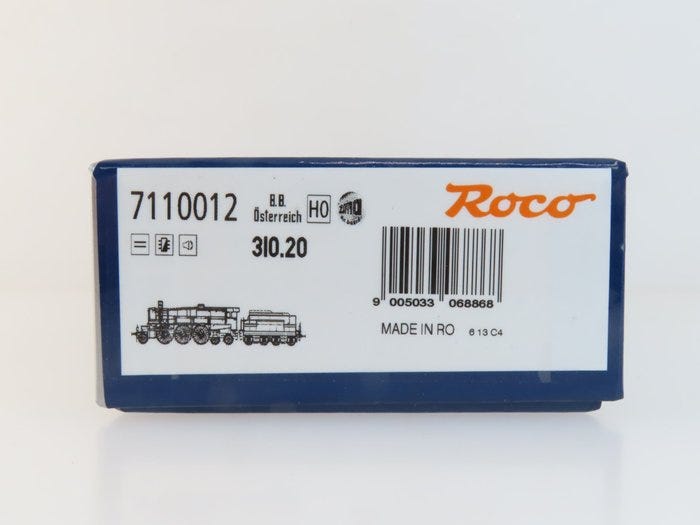 7110012
B.B.
Österreich
H0
Roco
310.20
9 005033 068868
MADE IN RO 6 13 C4